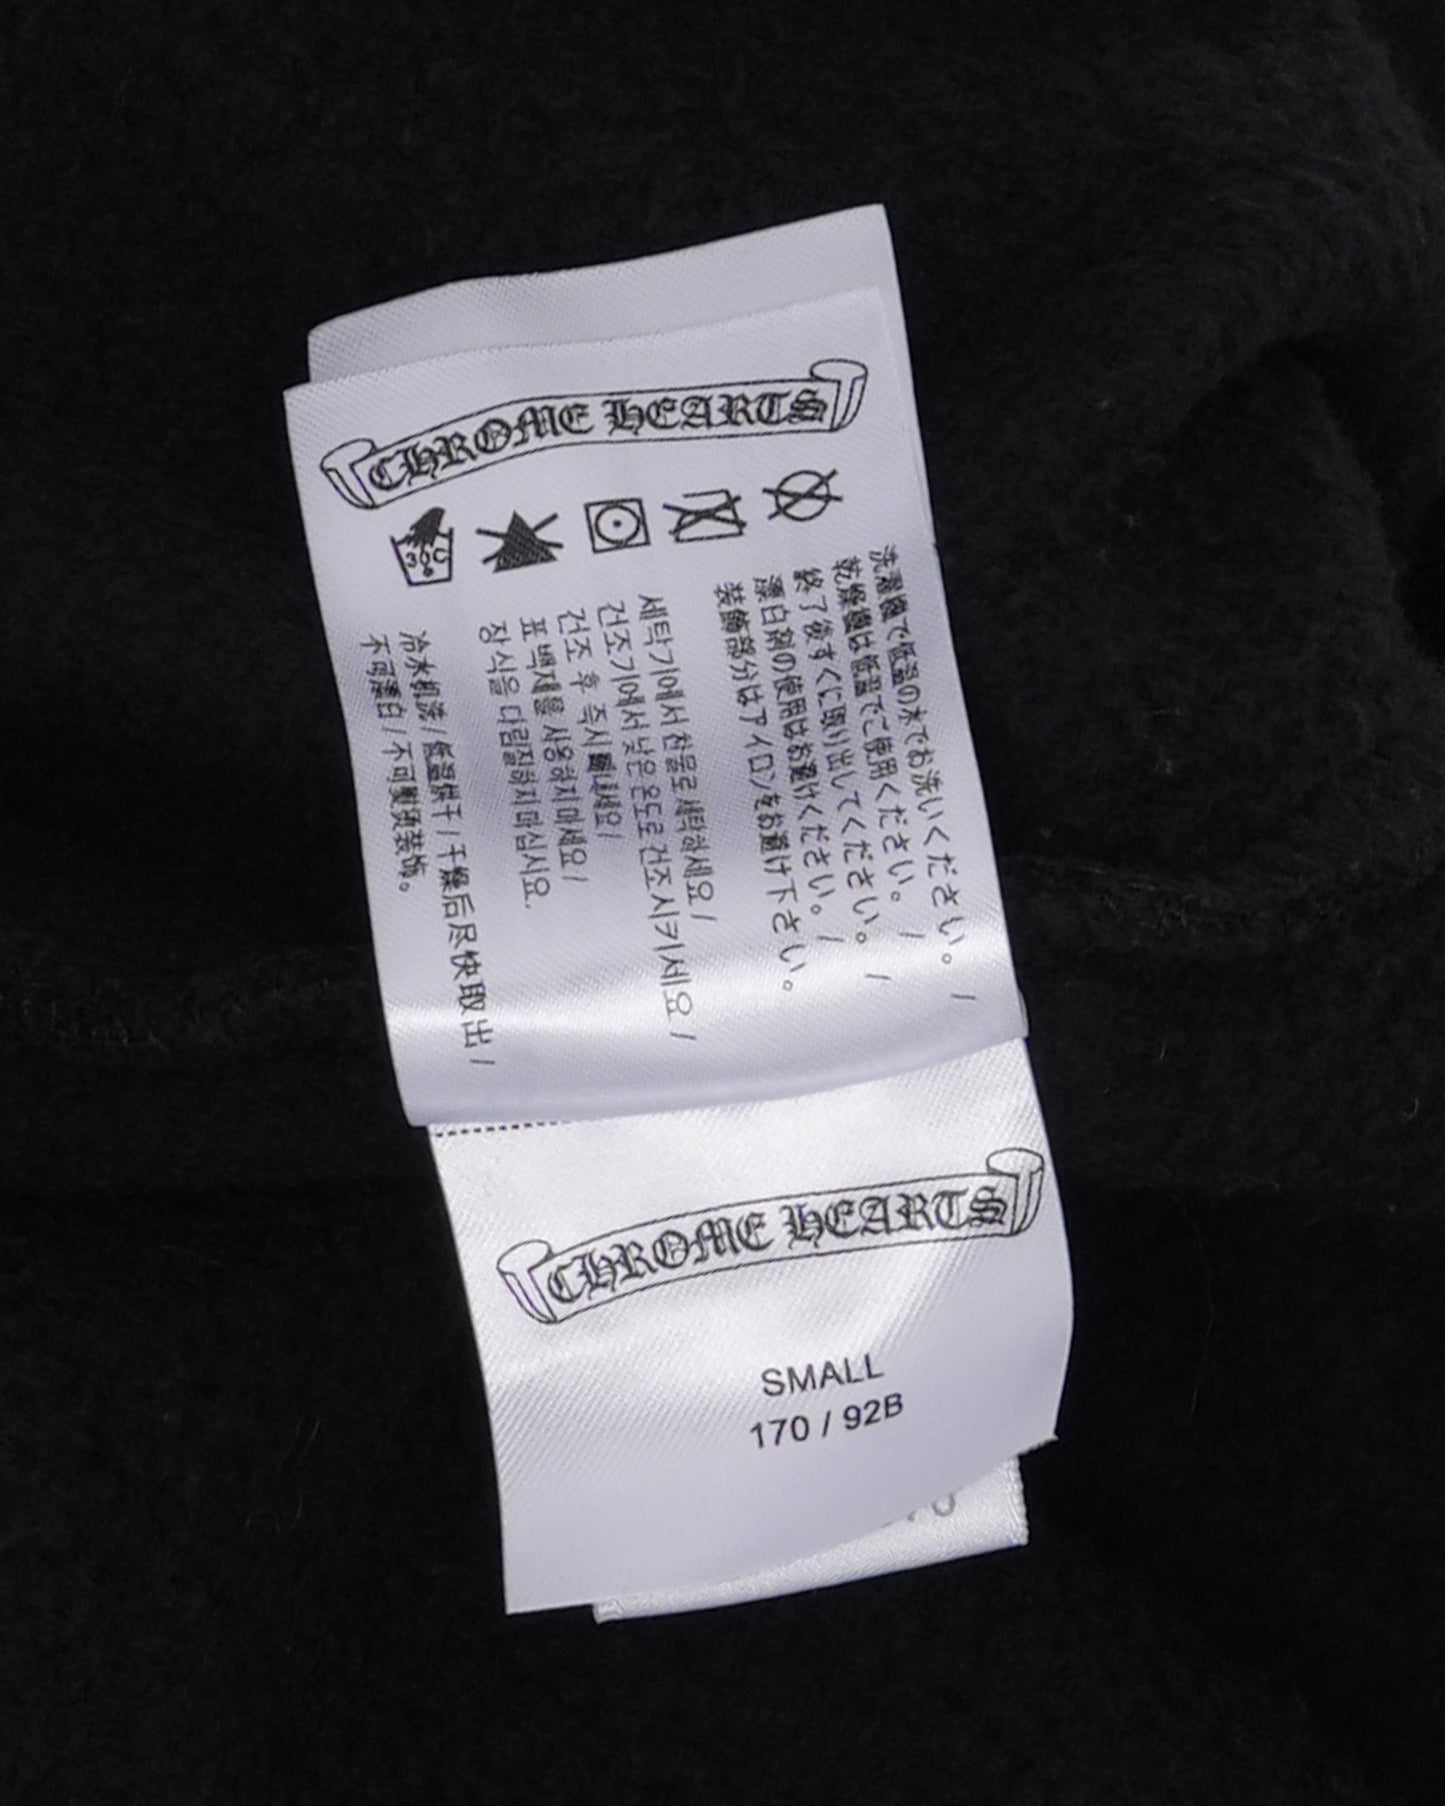 CHROME HEARTS
30C
洗濯機で低温の水でお洗いください。 /
乾燥機は低温でご使用ください。 /
終了後すぐに取り出してください。 /
漂白剤の使用はお避けください。 /
装飾部分はアイロンをお避け下さい。
세탁기에서 찬물로 세탁하세요 /
건조기에서 낮은 온도로 건조시키세요 /
건조 후 즉시 꺼내세요 /
표백제를 사용하지 마세요 /
장식을 다림질하지 마십시요.
冷水机洗 / 低温烘干 / 干燥后尽快取出 /
不可漂白 / 不可熨烫装饰。
CHROME HEARTS
SMALL
170 / 92B